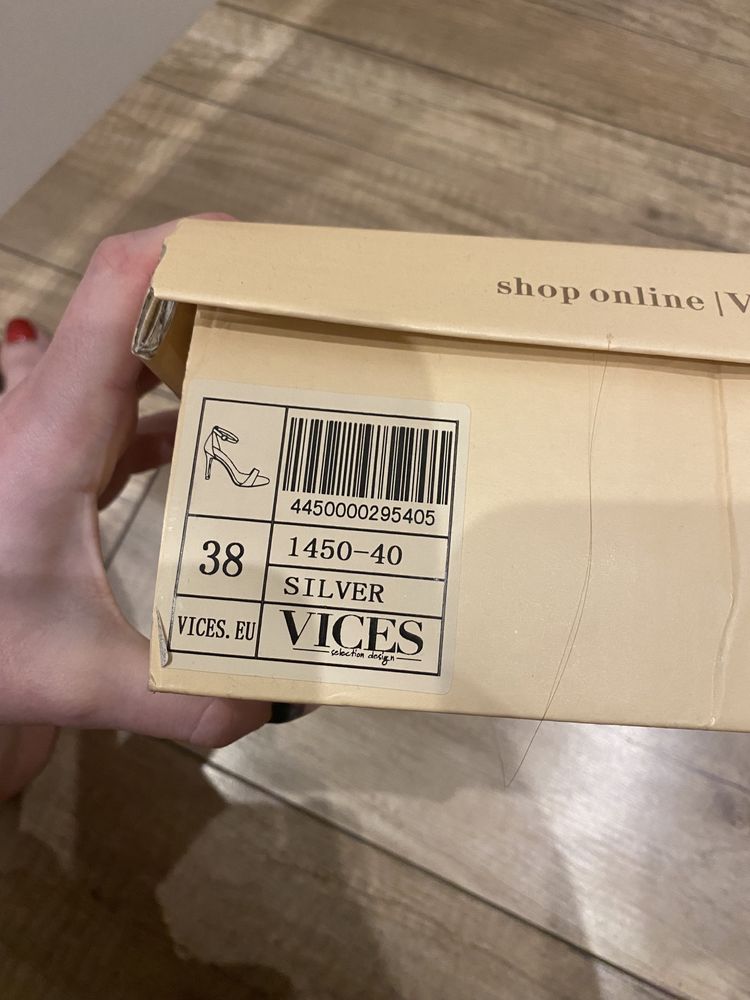 shop online | V
4450000295405
38
1450-40
SILVER
VICES.EU
VICES
selection design